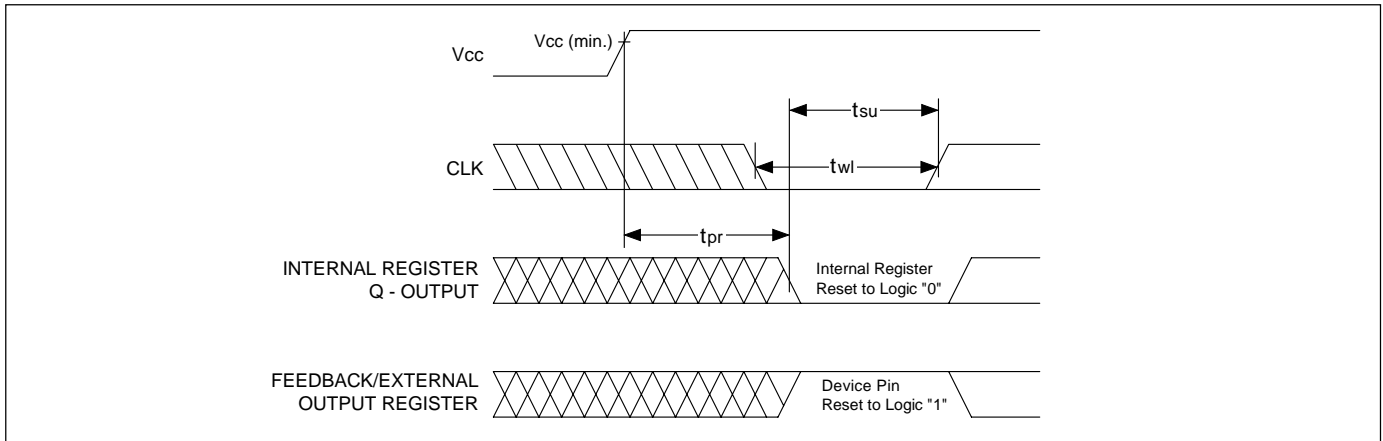 Vcc
Vcc (min.)
tsu
CLK
twl
tpr
INTERNAL REGISTER
Q - OUTPUT
Internal Register
Reset to Logic "0"
FEEDBACK/EXTERNAL
OUTPUT REGISTER
Device Pin
Reset to Logic "1"